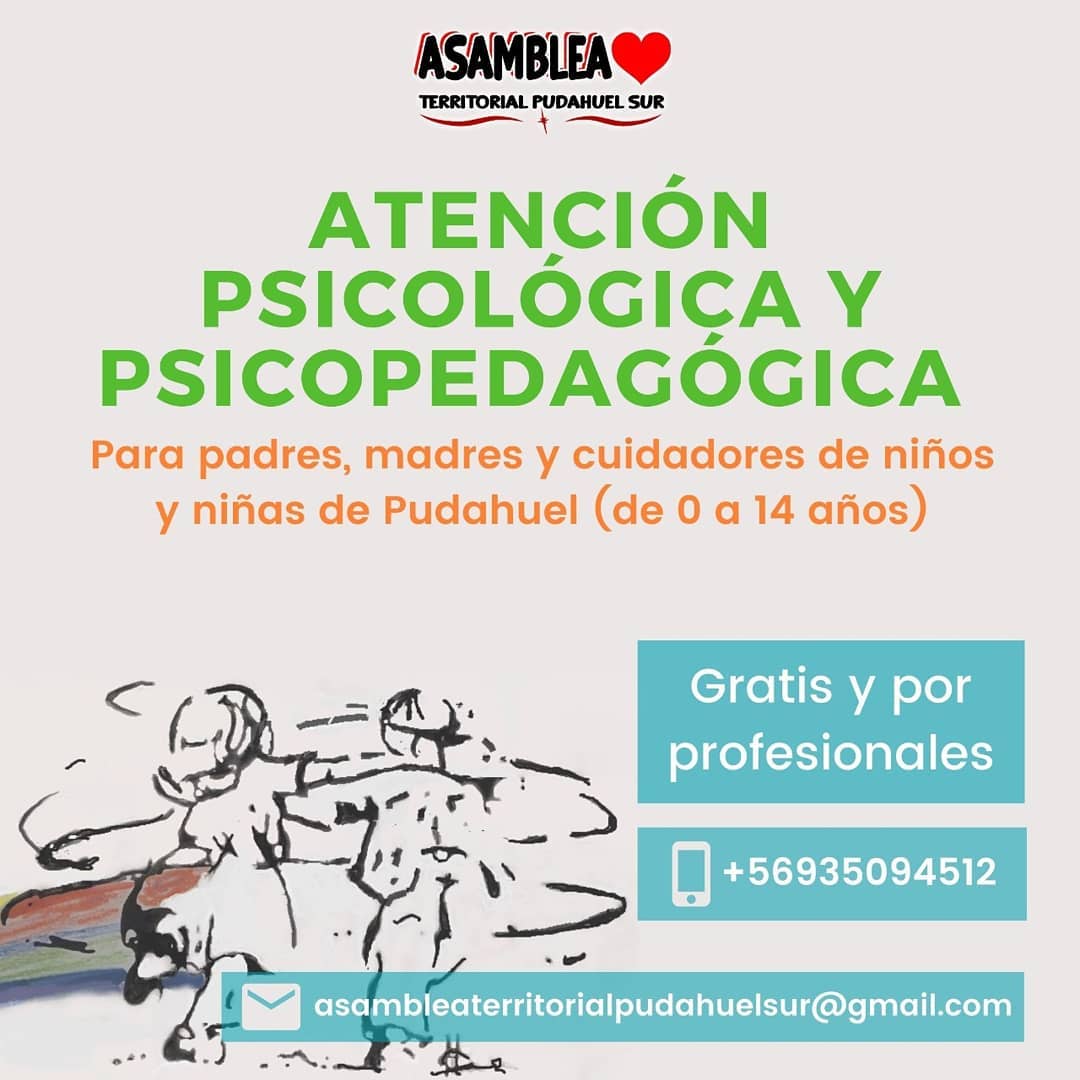 ASAMBLEA
TERRITORIAL PUDAHUEL SUR
ATENCIÓN
PSICOLÓGICA Y
PSICOPEDAGÓGICA
Para padres, madres y cuidadores de niños
y niñas de Pudahuel (de 0 a 14 años)
Gratis y por
profesionales
+56935094512
asambleaterritorialpudahuelsur@gmail.com